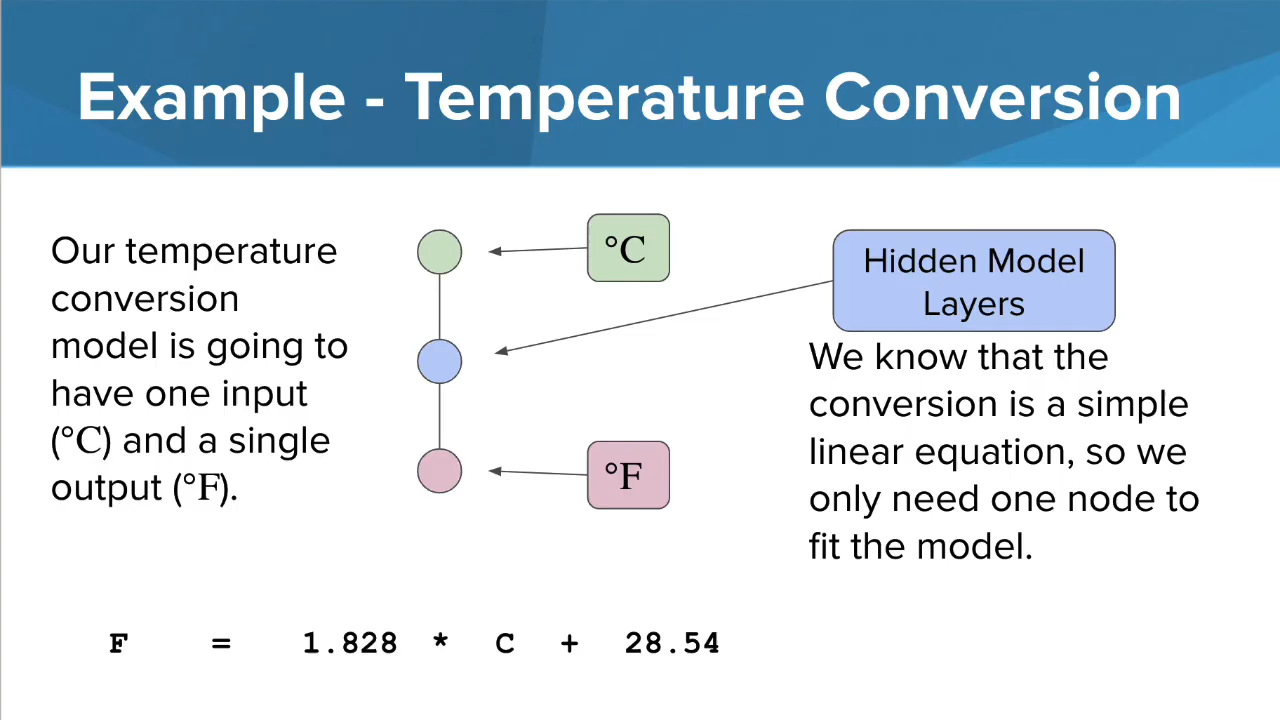 Example - Temperature Conversion
Our temperature
conversion
model is going to
have one input
(°C) and a single
output (°F).
°C
°F
Hidden Model
Layers
We know that the
conversion is a simple
linear equation, so we
only need one node to
fit the model.
F = 1.828 * C + 28.54